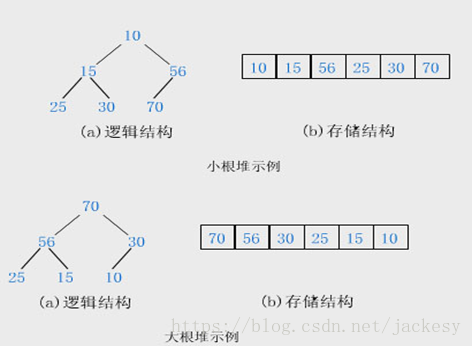 10
15 56
25 30 70
10 15 56 25 30 70
(a)逻辑结构 (b)存储结构
小根堆示例
70
56 30
25 15 10
70 56 30 25 15 10
(a)逻辑结构 (b)存储结构
大根堆示例
https://blog.csdn.net/jackesy